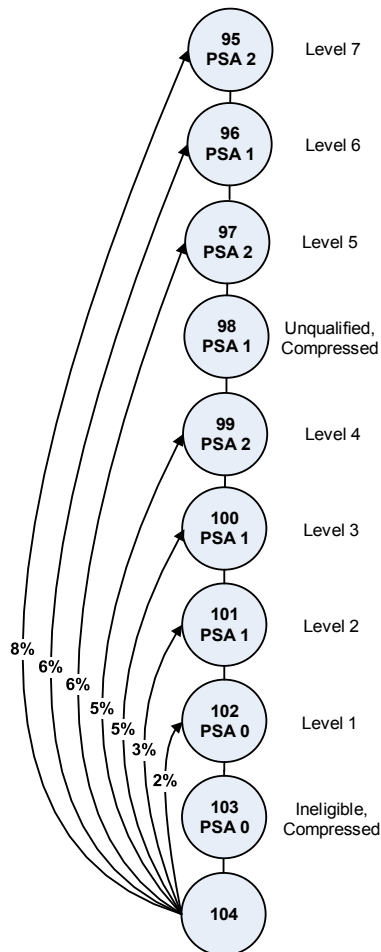 95
PSA 2
Level 7
96
PSA 1
Level 6
97
PSA 2
Level 5
98
PSA 1
Unqualified,
Compressed
99
PSA 2
Level 4
100
PSA 1
Level 3
101
PSA 1
Level 2
102
PSA 0
Level 1
103
PSA 0
Ineligible,
Compressed
104
8%
6%
6%
5%
5%
3%
2%